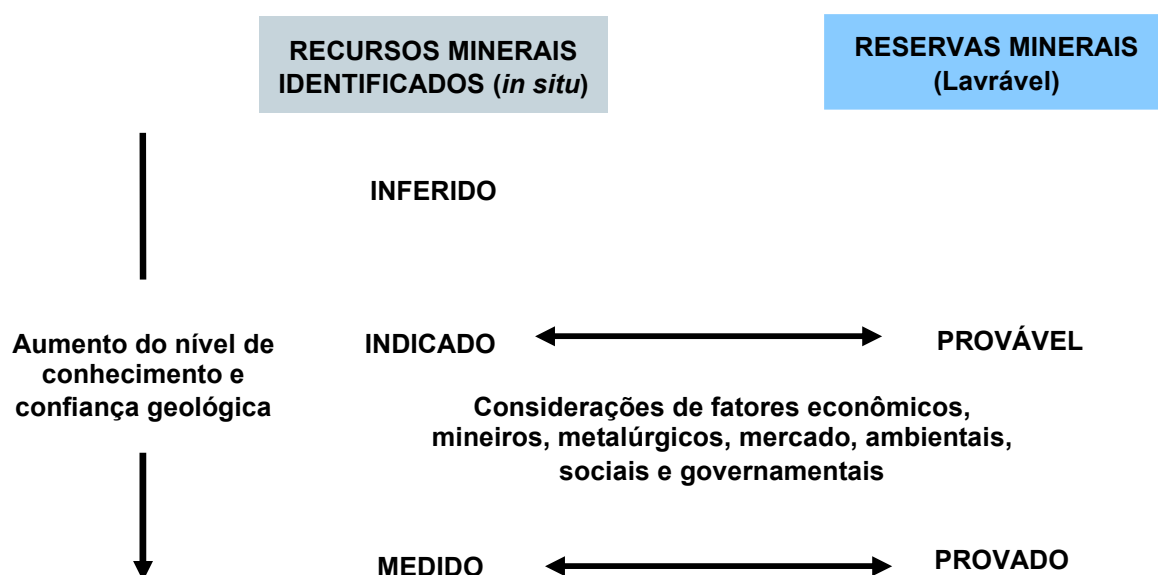 RECURSOS MINERAIS
IDENTIFICADOS (in situ)
RESERVAS MINERAIS
(Lavrável)
INFERIDO
Aumento do nível de
conhecimento e
confiança geológica
INDICADO
PROVÁVEL
Considerações de fatores econômicos,
mineiros, metalúrgicos, mercado, ambientais,
sociais e governamentais
MEDIDO
PROVADO